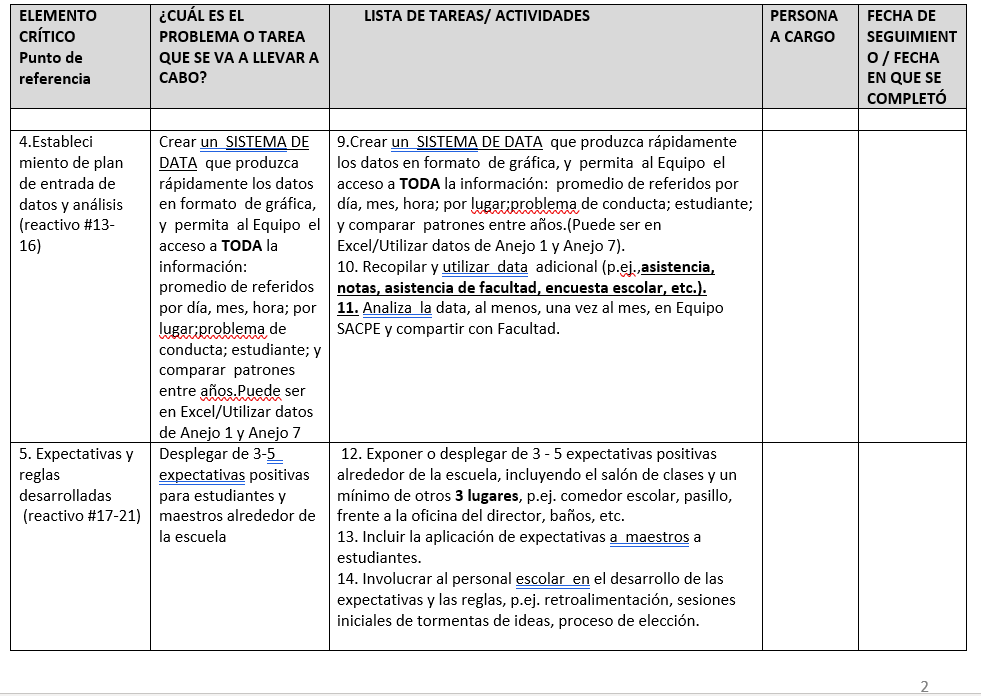 ELEMENTO
CRÍTICO
Punto de
referencia
¿CUÁL ES EL
PROBLEMA O TAREA
QUE SE VA A LLEVAR A
CABO?
LISTA DE TAREAS/ ACTIVIDADES
PERSONA
A CARGO
FECHA DE
SEGUIMIENT
O / FECHA
EN QUE SE
COMPLETÓ
4.Estableci
miento de plan
de entrada de
datos y análisis
(reactivo #13-
16)
Crear un  SISTEMA DE
DATA  que produzca
rápidamente los datos
en formato  de gráfica,
y  permita  al Equipo  el
acceso a TODA la
información:
promedio de referidos
por día, mes, hora; por
lugar;problema de
conducta; estudiante; y
comparar  patrones
entre años.Puede ser
en Excel/Utilizar datos
de Anejo 1 y Anejo 7
9.Crear un  SISTEMA DE DATA  que produzca rápidamente
los datos en formato  de gráfica, y  permita  al Equipo  el
acceso a TODA la información:  promedio de referidos por
día, mes, hora; por lugar;problema de conducta; estudiante;
y comparar  patrones entre años.(Puede ser en
Excel/Utilizar datos de Anejo 1 y Anejo 7).
10. Recopilar y utilizar  data  adicional (p.ej.,asistencia,
notas, asistencia de facultad, encuesta escolar, etc.).
11. Analiza  la data, al menos, una vez al mes, en Equipo
SACPE y compartir con Facultad.
5. Expectativas y
reglas
desarrolladas
(reactivo #17-21)
Desplegar de 3-5
expectativas positivas
para estudiantes y
maestros alrededor de
la escuela
12. Exponer o desplegar de 3 - 5 expectativas positivas
alrededor de la escuela, incluyendo el salón de clases y un
mínimo de otros 3 lugares, p.ej. comedor escolar, pasillo,
frente a la oficina del director, baños, etc.
13. Incluir la aplicación de expectativas a  maestros a
estudiantes.
14. Involucrar al personal escolar  en el desarrollo de las
expectativas y las reglas, p.ej. retroalimentación, sesiones
iniciales de tormentas de ideas, proceso de elección.
2